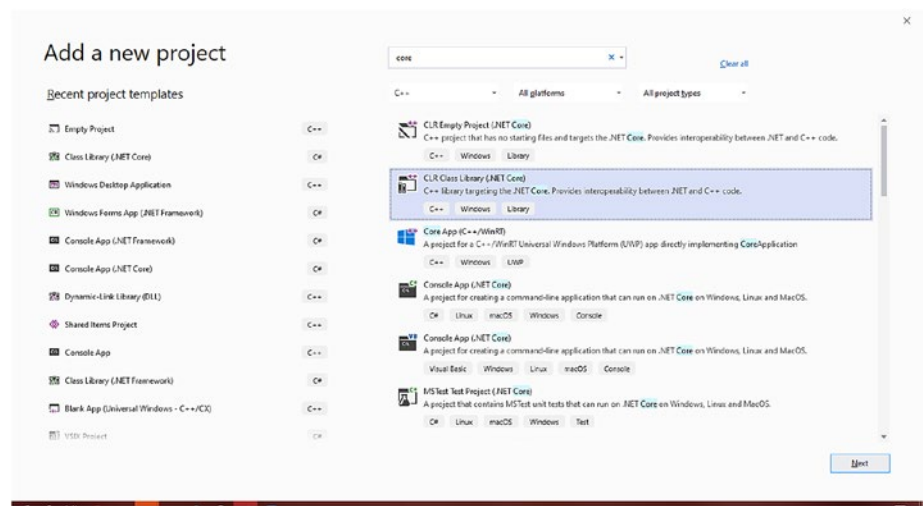 Add a new project
core
Clear all
Recent project templates
C++
All platforms
All project types
Empty Project C++
Class Library (.NET Core) C#
Windows Desktop Application C++
Windows Forms App (.NET Framework) C#
Console App (.NET Framework) C#
Console App (.NET Core) C#
Dynamic-Link Library (DLL) C++
Shared Items Project C++
Console App C++
Class Library (.NET Framework) C#
Blank App (Universal Windows - C++/CX) C++
VSIX Project C#
CLR Empty Project (.NET Core)
C++ project that has no starting files and targets the .NET Core. Provides interoperability between .NET and C++ code.
C++ Windows Library
CLR Class Library (.NET Core)
C++ library targeting the .NET Core. Provides interoperability between .NET and C++ code.
C++ Windows Library
Core App (C++/WinRT)
A project for a C++/WinRT Universal Windows Platform (UWP) app directly implementing CoreApplication
C++ Windows UWP
Console App (.NET Core)
A project for creating a command-line application that can run on .NET Core on Windows, Linux and MacOS.
C# Linux macOS Windows Console
Console App (.NET Core)
A project for creating a command-line application that can run on .NET Core on Windows, Linux and MacOS.
Visual Basic Windows Linux macOS Console
MSTest Test Project (.NET Core)
A project that contains MSTest unit tests that can run on .NET Core on Windows, Linux and MacOS.
C# Linux macOS Windows Test
Next